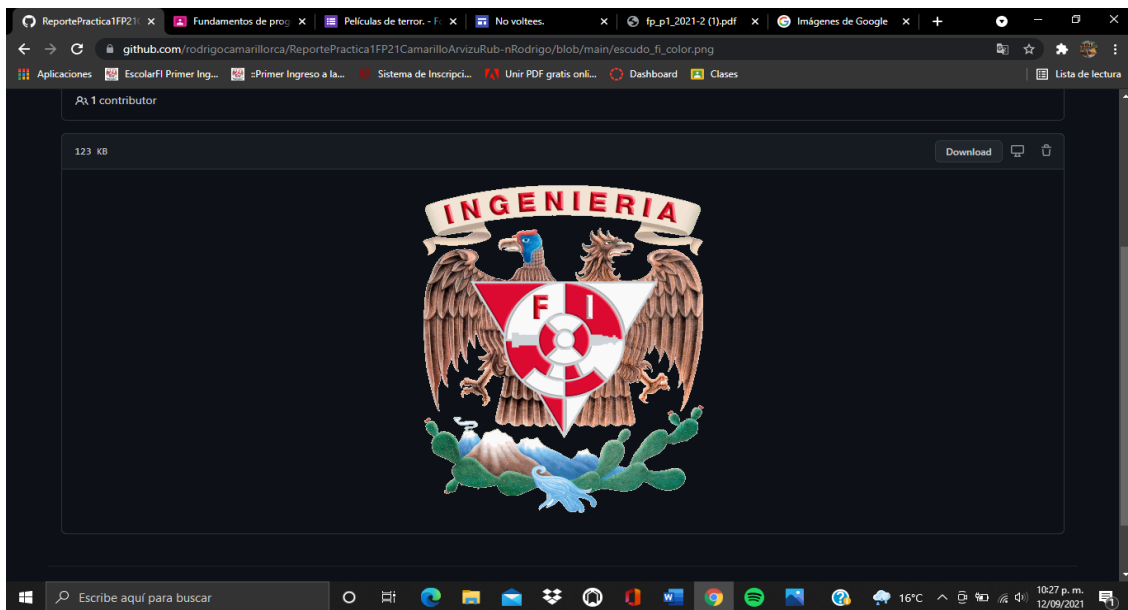 ReportePractica1FP21
Fundamentos de prog
Películas de terror. - Fo
No voltees.
fp_p1_2021-2 (1).pdf
Imágenes de Google
github.com/rodrigocamarillorca/ReportePractica1FP21CamarilloArvizuRub-nRodrigo/blob/main/escudo_fi_color.png
Aplicaciones
EscolarFI Primer Ing...
::Primer Ingreso a la...
Sistema de Inscripci...
Unir PDF gratis onli...
Dashboard
Clases
Lista de lectura
1 contributor
123 KB
Download
INGENIERIA
F I
Escribe aquí para buscar
16°C
10:27 p. m.
12/09/2021
1